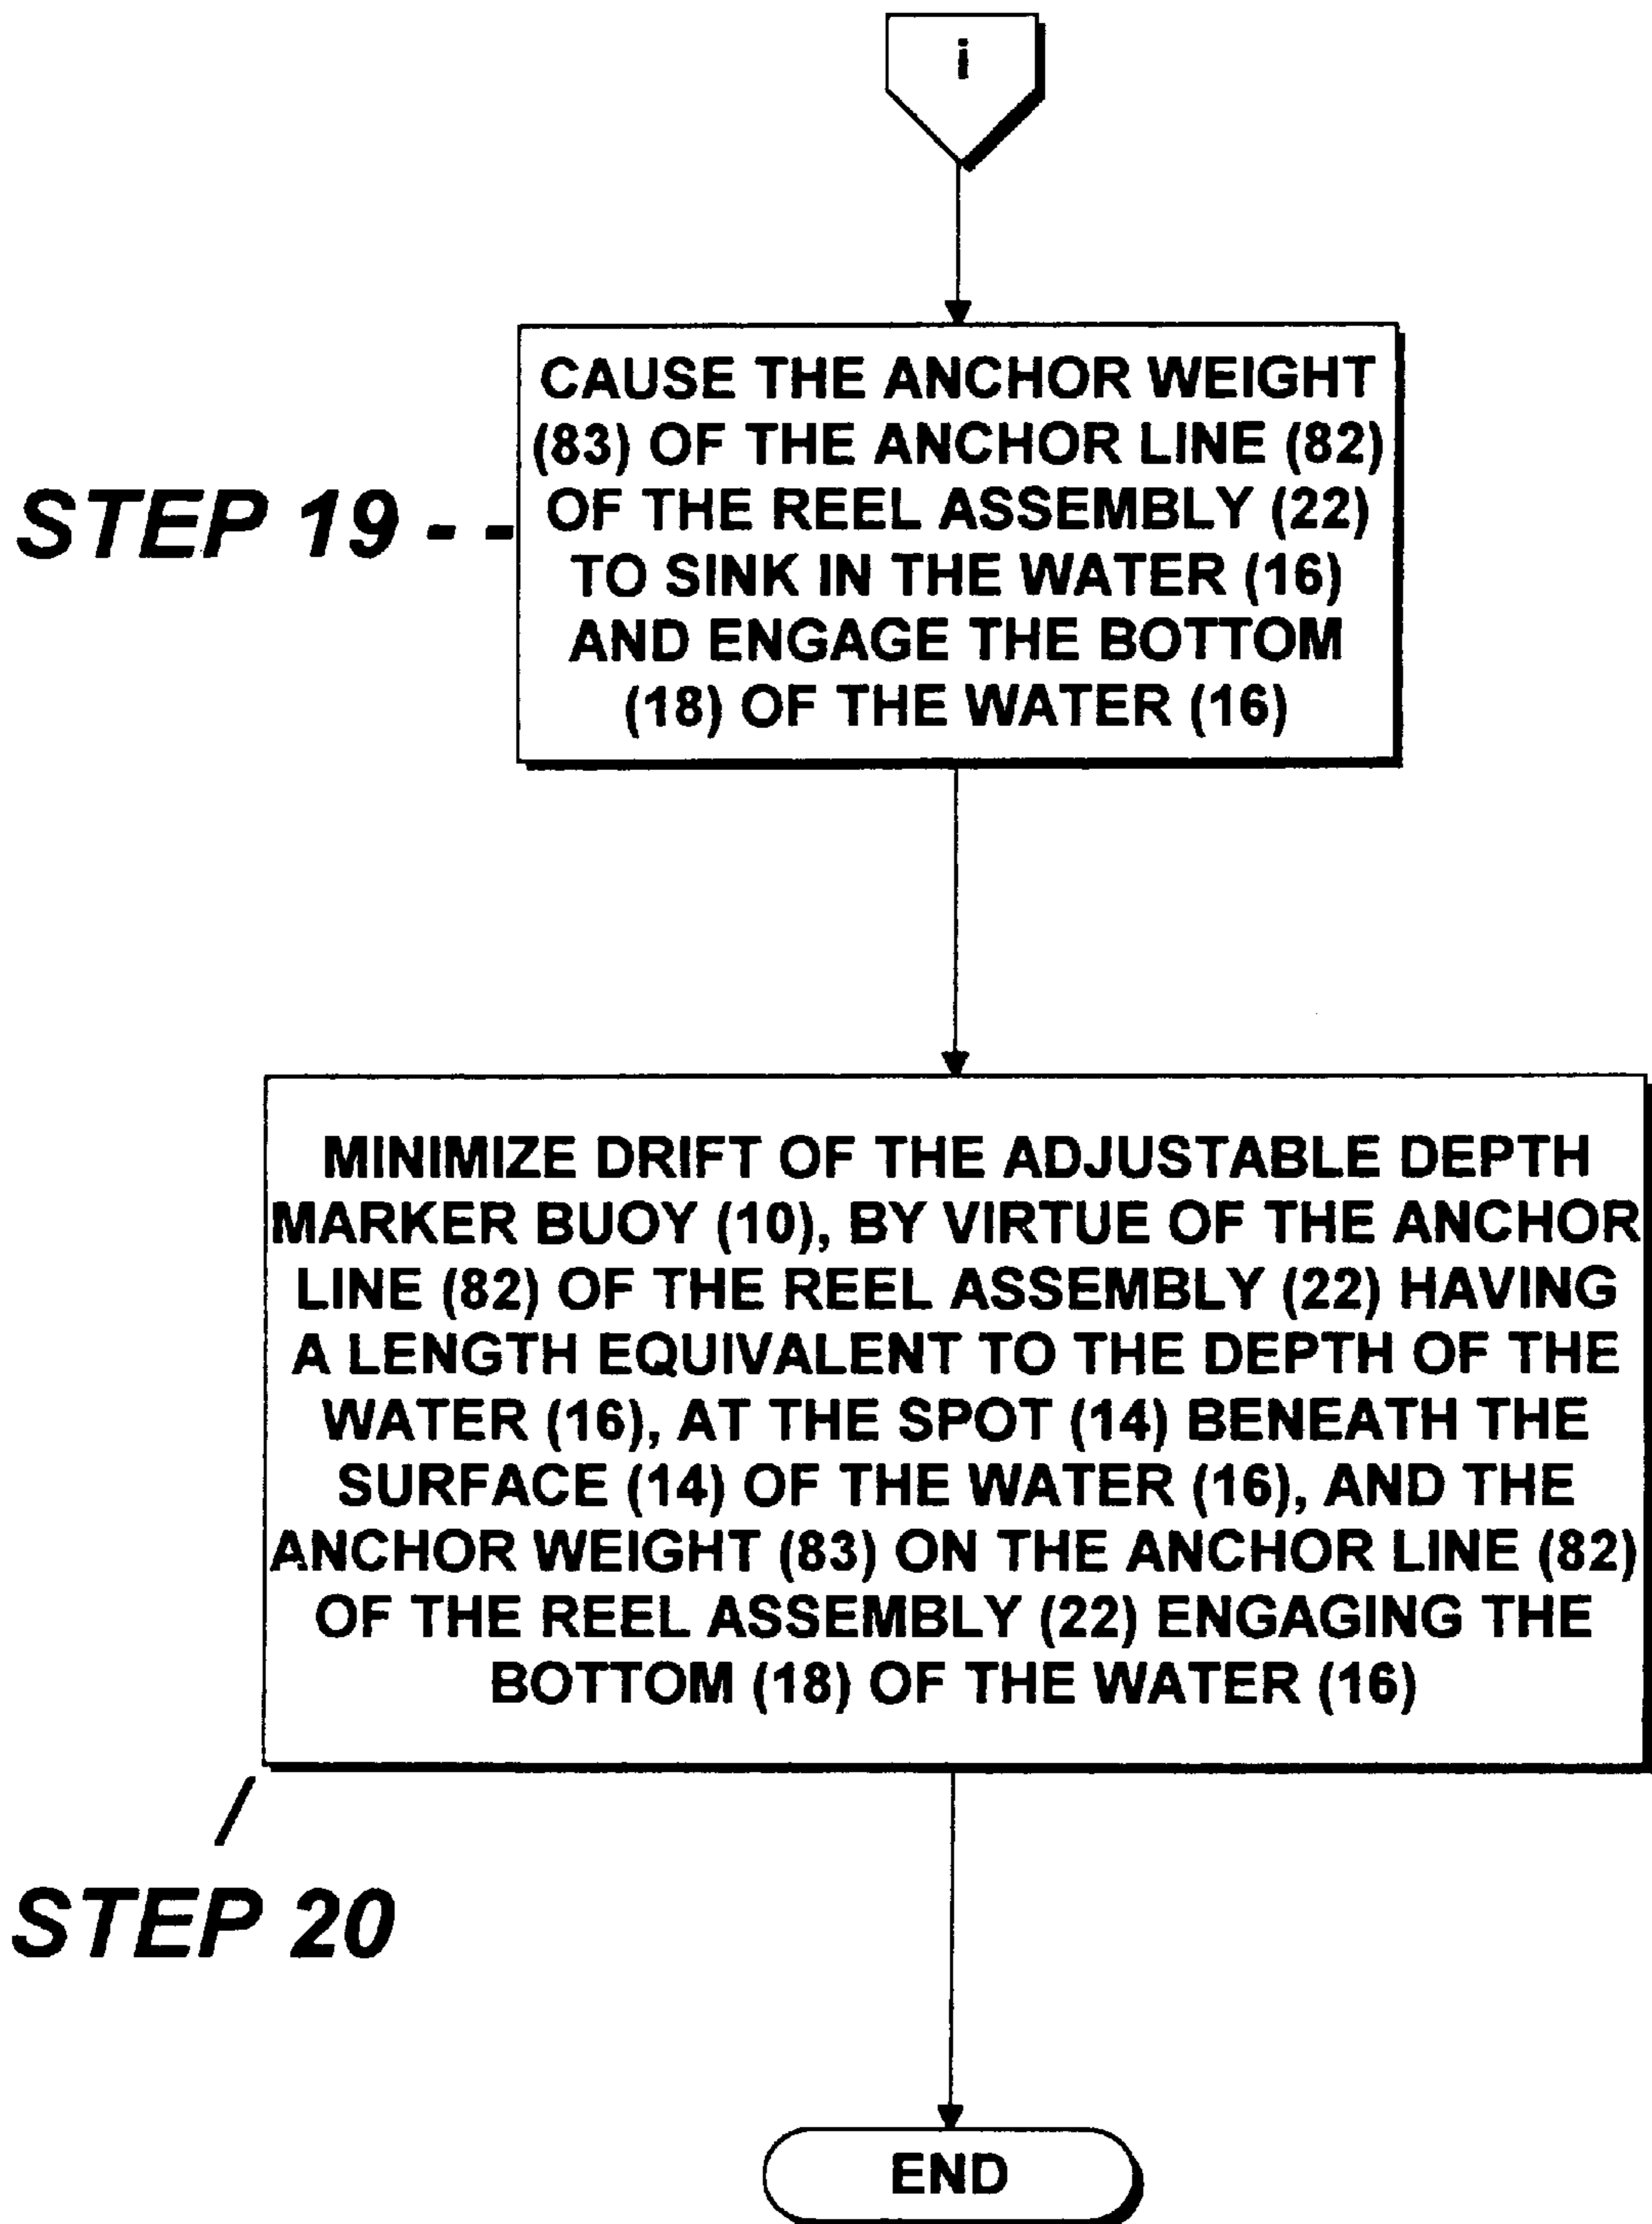 i
CAUSE THE ANCHOR WEIGHT
(83) OF THE ANCHOR LINE (82)
OF THE REEL ASSEMBLY (22)
TO SINK IN THE WATER (16)
AND ENGAGE THE BOTTOM
(18) OF THE WATER (16)
STEP 19 - -
MINIMIZE DRIFT OF THE ADJUSTABLE DEPTH
MARKER BUOY (10), BY VIRTUE OF THE ANCHOR
LINE (82) OF THE REEL ASSEMBLY (22) HAVING
A LENGTH EQUIVALENT TO THE DEPTH OF THE
WATER (16), AT THE SPOT (14) BENEATH THE
SURFACE (14) OF THE WATER (16), AND THE
ANCHOR WEIGHT (83) ON THE ANCHOR LINE (82)
OF THE REEL ASSEMBLY (22) ENGAGING THE
BOTTOM (18) OF THE WATER (16)
STEP 20
END